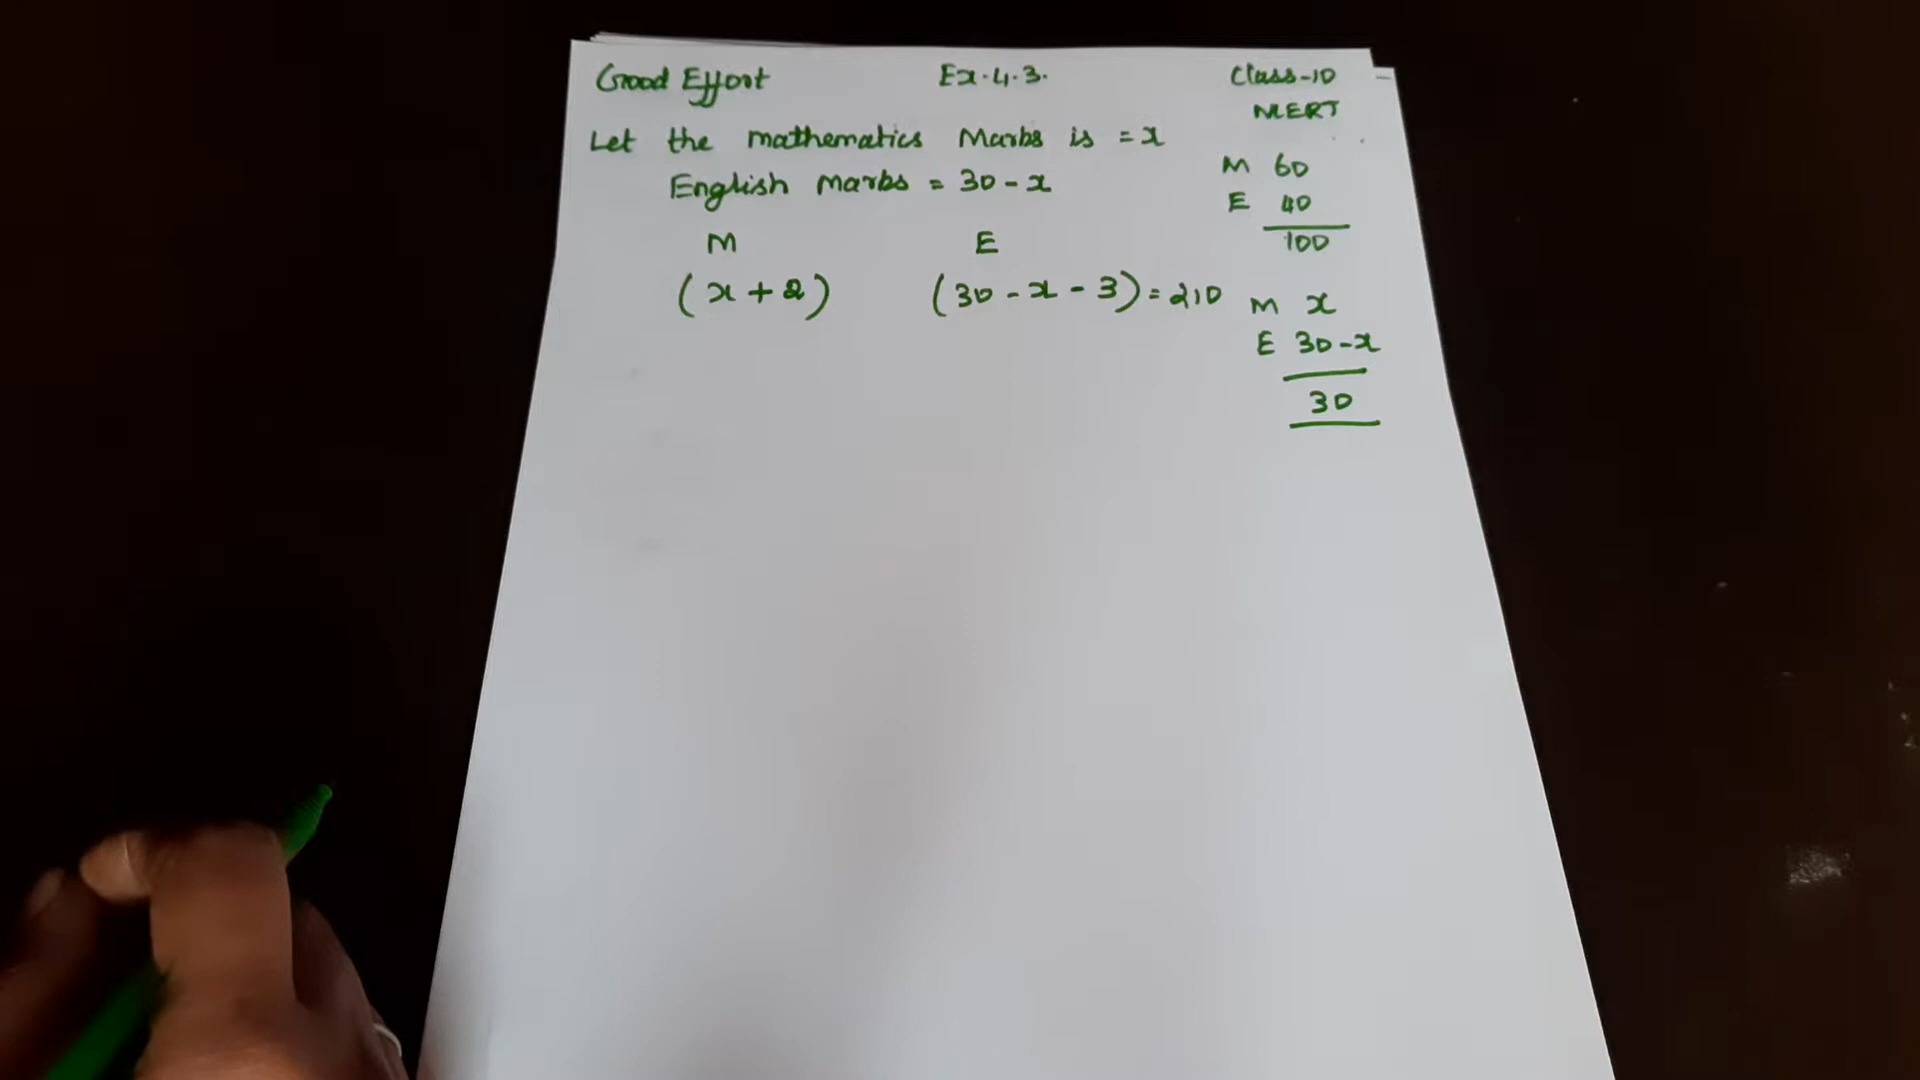 Good Effort Ex. 4.3. Class-10
NCERT
Let the mathematics Marks is = x
English marks = 30 - x
M E
(x + 2) (30 - x - 3) = 210
M 60
E 40
100
M x
E 30-x
30